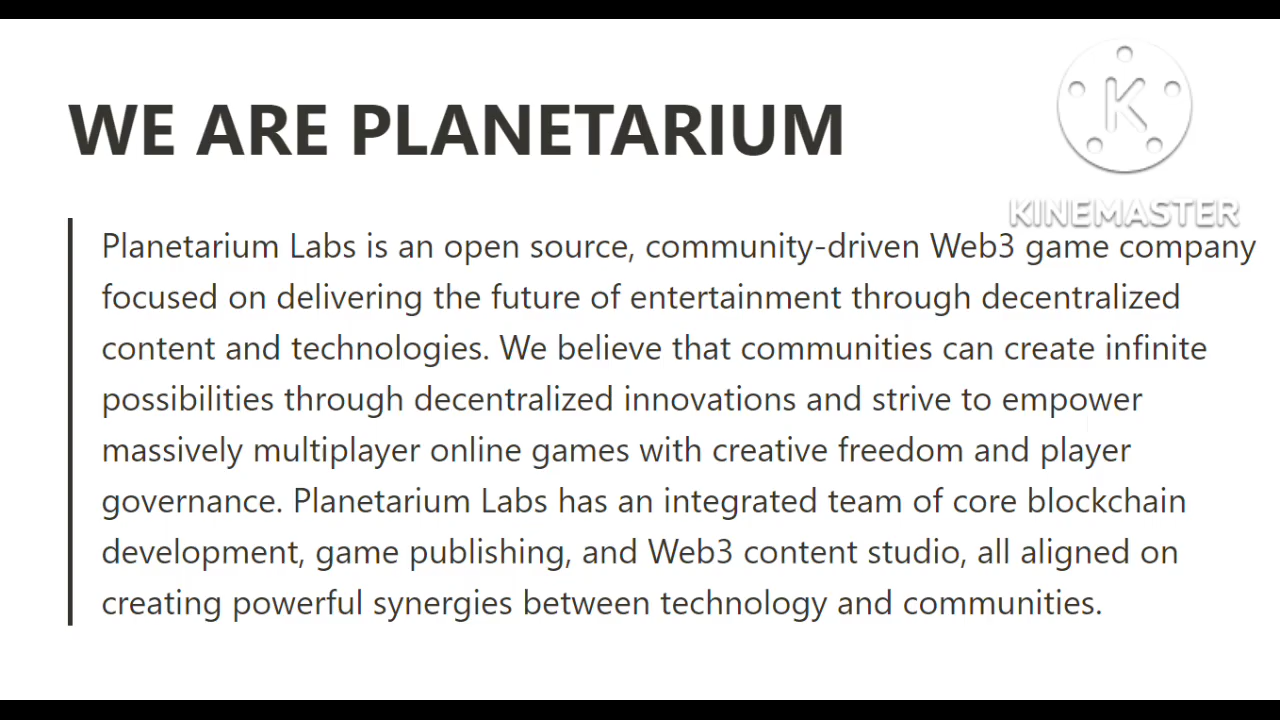 WE ARE PLANETARIUM
K
KINEMASTER
Planetarium Labs is an open source, community-driven Web3 game company
focused on delivering the future of entertainment through decentralized
content and technologies. We believe that communities can create infinite
possibilities through decentralized innovations and strive to empower
massively multiplayer online games with creative freedom and player
governance. Planetarium Labs has an integrated team of core blockchain
development, game publishing, and Web3 content studio, all aligned on
creating powerful synergies between technology and communities.